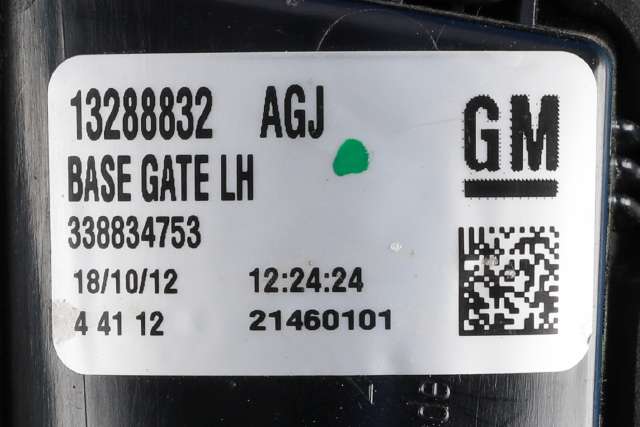 13288832 AGJ
GM
BASE GATE LH
338834753
18/10/12 12:24:24
4 41 12 21460101